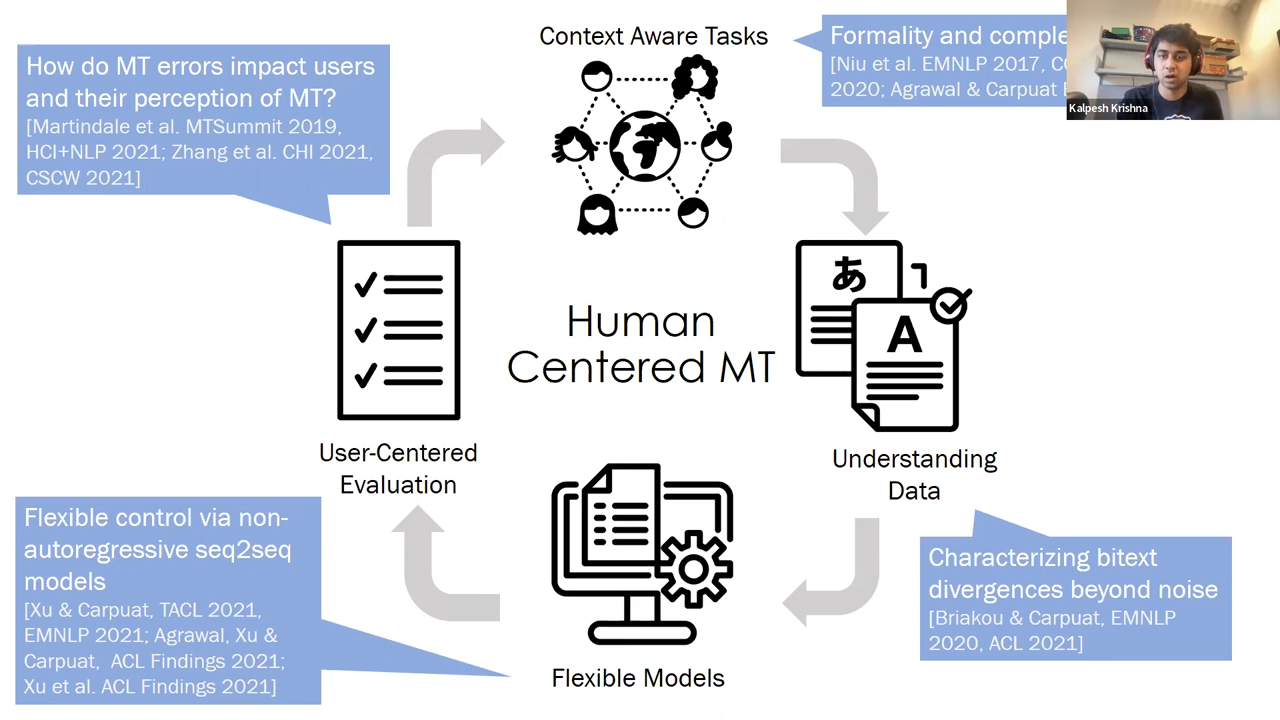 Context Aware Tasks
How do MT errors impact users
and their perception of MT?
[Martindale et al. MTSummit 2019,
HCI+NLP 2021; Zhang et al. CHI 2021,
CSCW 2021]
Formality and
[Niu et al. EMNLP 2017,
2020; Agrawal & Carpuat
Kalpesh Krishna
あ
A
Human
Centered MT
User-Centered
Evaluation
Understanding
Data
Flexible control via non-
autoregressive seq2seq
models
[Xu & Carpuat, TACL 2021,
EMNLP 2021; Agrawal, Xu &
Carpuat, ACL Findings 2021;
Xu et al. ACL Findings 2021]
Characterizing bitext
divergences beyond noise
[Briakou & Carpuat, EMNLP
2020, ACL 2021]
Flexible Models